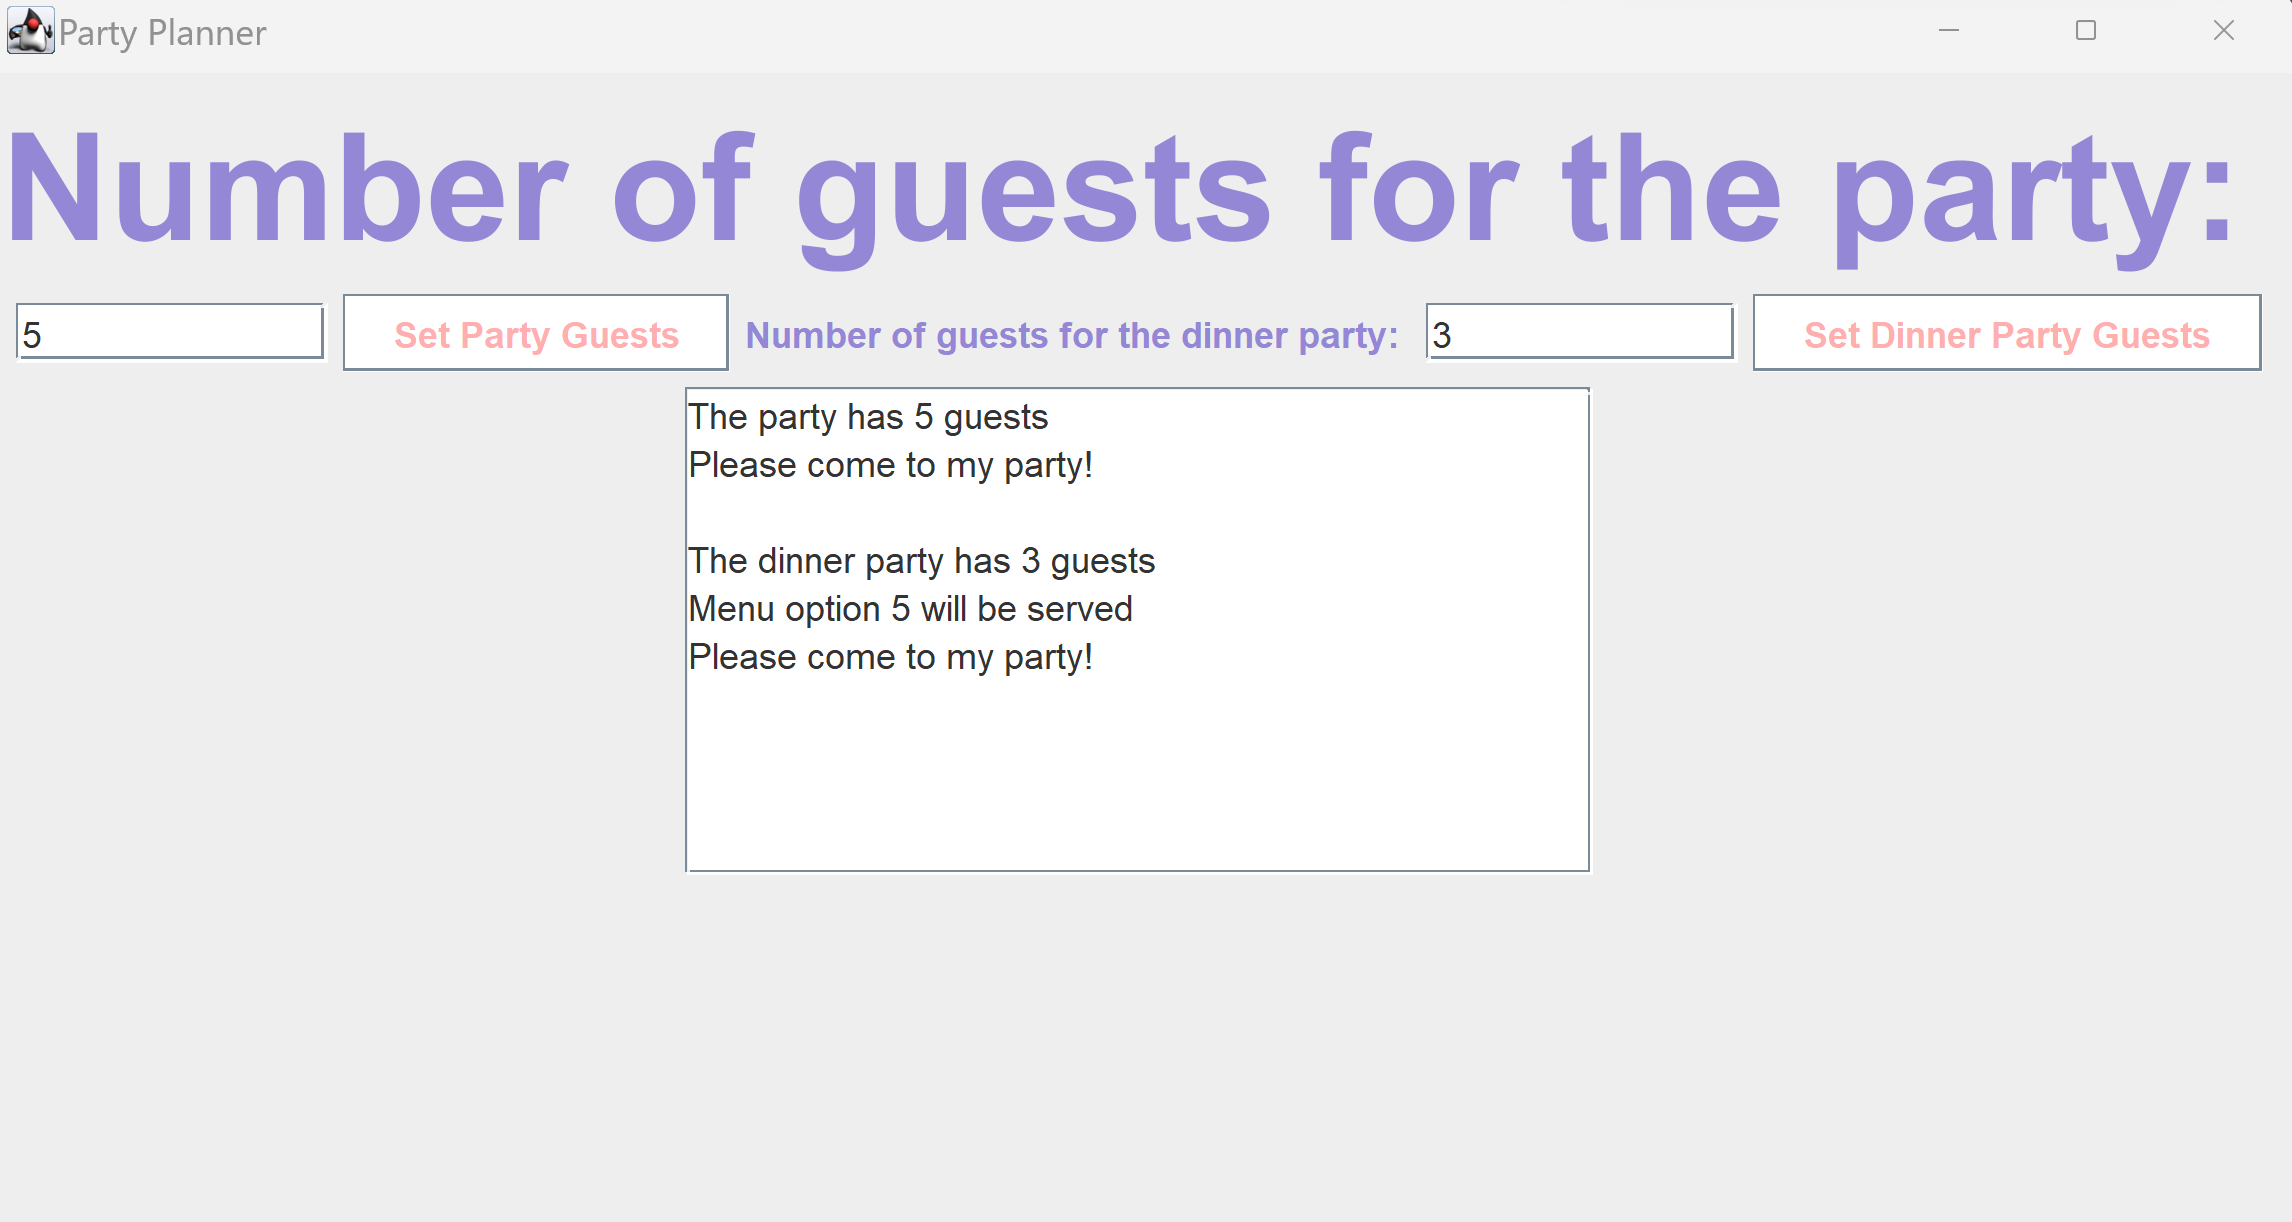 Party Planner
Number of guests for the party:
5 Set Party Guests Number of guests for the dinner party: 3 Set Dinner Party Guests
The party has 5 guests
Please come to my party!
The dinner party has 3 guests
Menu option 5 will be served
Please come to my party!